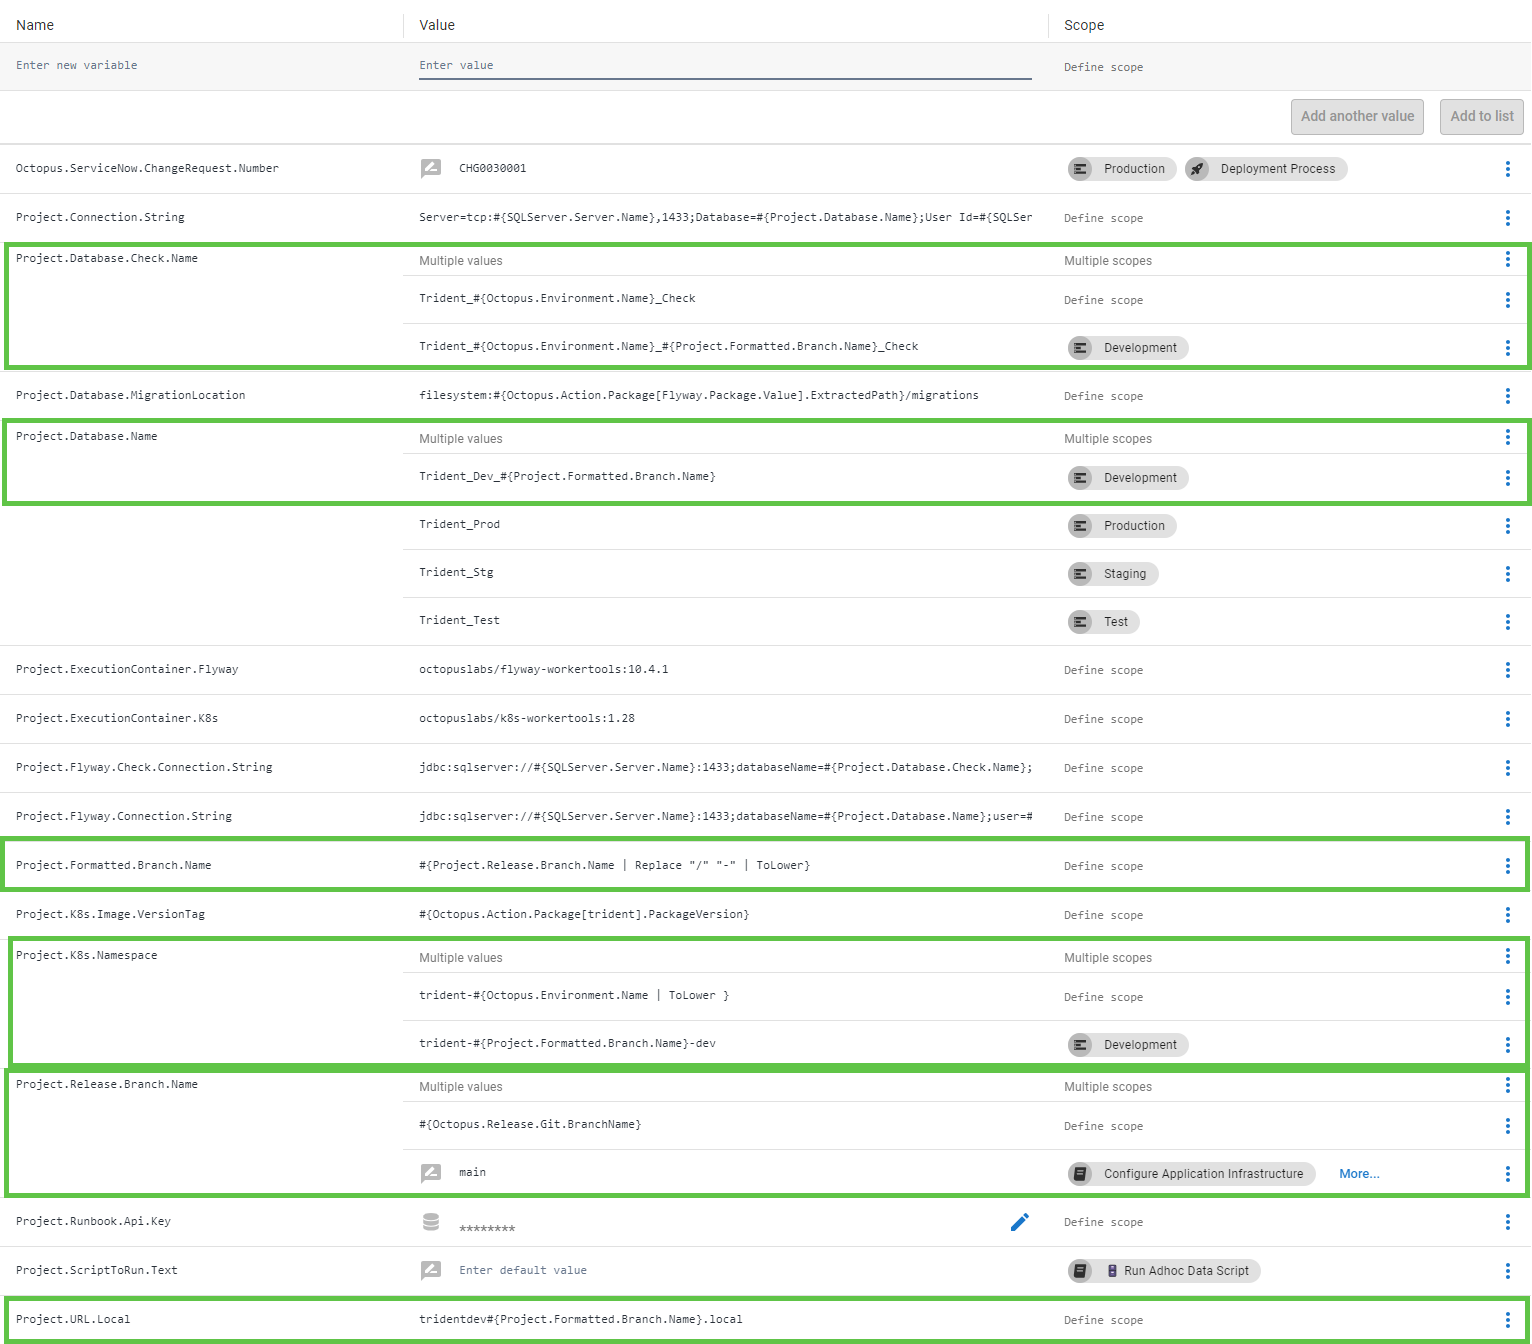 Name Value Scope
Enter new variable Enter value Define scope
Add another value Add to list
Octopus.ServiceNow.ChangeRequest.Number CHG0030001 Production Deployment Process
Project.Connection.String Server=tcp:#{SQLServer.Server.Name},1433;Database=#{Project.Database.Name};User Id=#{SQLSer Define scope
Project.Database.Check.Name Multiple values Multiple scopes
Trident_#{Octopus.Environment.Name}_Check Define scope
Trident_#{Octopus.Environment.Name}_#{Project.Formatted.Branch.Name}_Check Development
Project.Database.MigrationLocation filesystem:#{Octopus.Action.Package[Flyway.Package.Value].ExtractedPath}/migrations Define scope
Project.Database.Name Multiple values Multiple scopes
Trident_Dev_#{Project.Formatted.Branch.Name} Development
Trident_Prod Production
Trident_Stg Staging
Trident_Test Test
Project.ExecutionContainer.Flyway octopuslabs/flyway-workertools:10.4.1 Define scope
Project.ExecutionContainer.K8s octopuslabs/k8s-workertools:1.28 Define scope
Project.Flyway.Check.Connection.String jdbc:sqlserver://#{SQLServer.Server.Name}:1433;databaseName=#{Project.Database.Check.Name}; Define scope
Project.Flyway.Connection.String jdbc:sqlserver://#{SQLServer.Server.Name}:1433;databaseName=#{Project.Database.Name};user=# Define scope
Project.Formatted.Branch.Name #{Project.Release.Branch.Name | Replace "/" "-" | ToLower} Define scope
Project.K8s.Image.VersionTag #{Octopus.Action.Package[trident].PackageVersion} Define scope
Project.K8s.Namespace Multiple values Multiple scopes
trident-#{Octopus.Environment.Name | ToLower } Define scope
trident-#{Project.Formatted.Branch.Name}-dev Development
Project.Release.Branch.Name Multiple values Multiple scopes
#{Octopus.Release.Git.BranchName} Define scope
main Configure Application Infrastructure More...
Project.Runbook.Api.Key ******** Define scope
Project.ScriptToRun.Text Enter default value Run Adhoc Data Script
Project.URL.Local tridentdev#{Project.Formatted.Branch.Name}.local Define scope